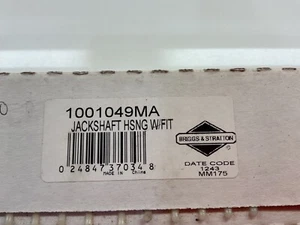 1001049MA
JACKSHAFT HSNG W/FIT
BRIGGS & STRATTON
0 24847 37034 8
MADE IN China
DATE CODE
1243
MM175